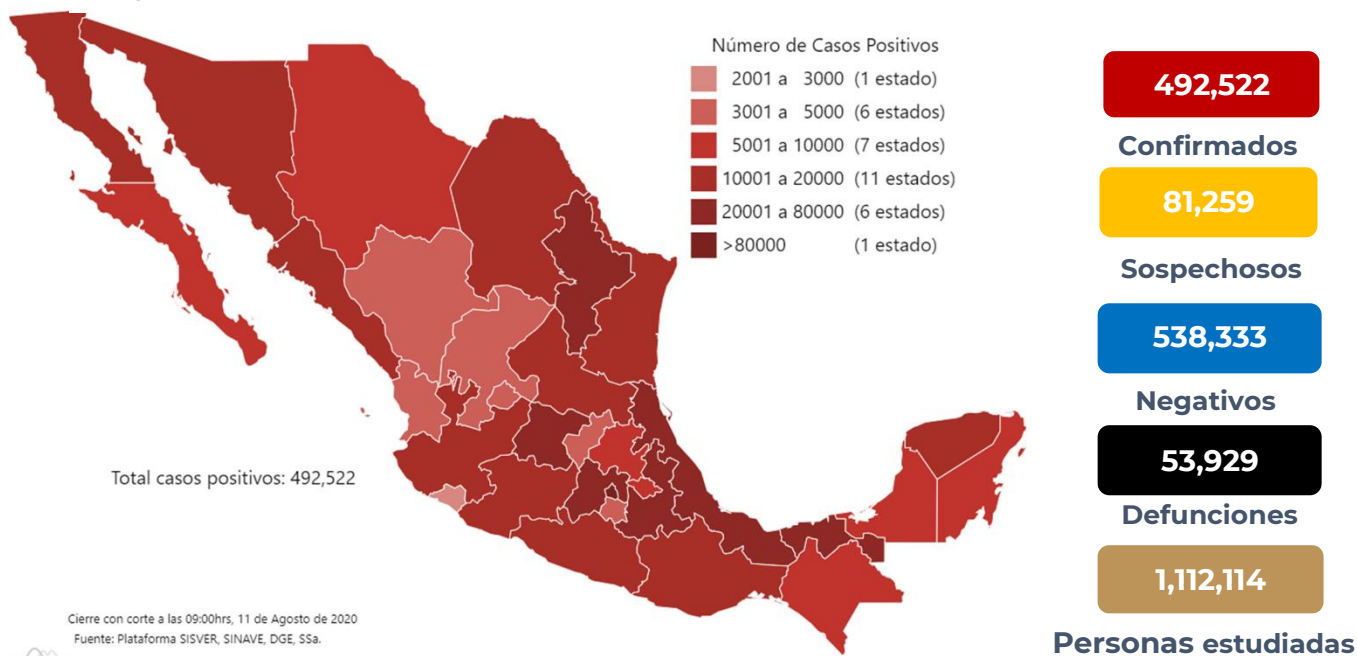 Número de Casos Positivos
2001 a 3000 (1 estado)
3001 a 5000 (6 estados)
5001 a 10000 (7 estados)
10001 a 20000 (11 estados)
20001 a 80000 (6 estados)
>80000 (1 estado)
Total casos positivos: 492,522
Cierre con corte a las 09:00hrs, 11 de Agosto de 2020
Fuente: Plataforma SISVER, SINAVE, DGE, SSa.
492,522
Confirmados
81,259
Sospechosos
538,333
Negativos
53,929
Defunciones
1,112,114
Personas estudiadas